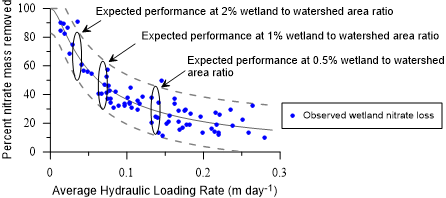 Expected performance at 2% wetland to watershed area ratio
Expected performance at 1% wetland to watershed area ratio
Expected performance at 0.5% wetland to watershed
area ratio
Percent nitrate mass removed
100
80
60
40
20
0
0
0.1
0.2
0.3
Average Hydraulic Loading Rate (m day⁻¹)
Observed wetland nitrate loss